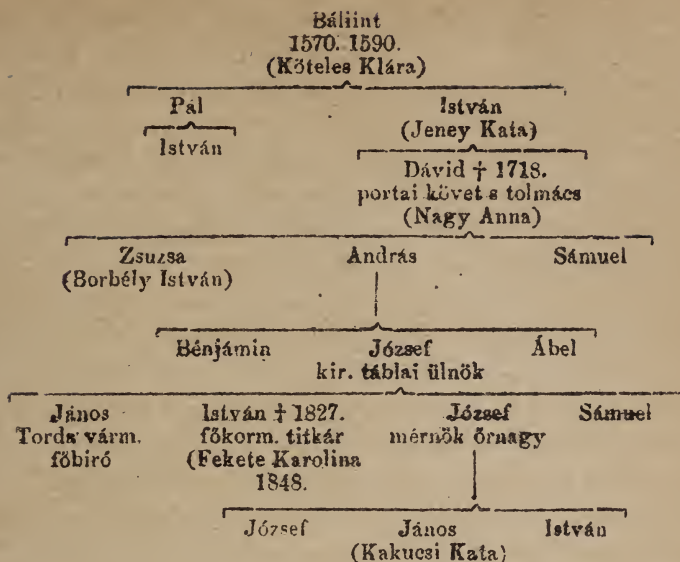 Báliint
1570. 1590.
(Köteles Klára)
Pál István
(Jeney Kata)
István
Dávid † 1718.
portai követ s tolmács
(Nagy Anna)
Zsuzsa András Sámuel
(Borbély István)
Bénjámin József Ábel
kir. táblai ülnök
János István † 1827. József Sámuel
Torda várm. főkorm. titkár mérnök őrnagy
főbiró (Fekete Karolina
1848.
József János István
(Kakucsi Kata)